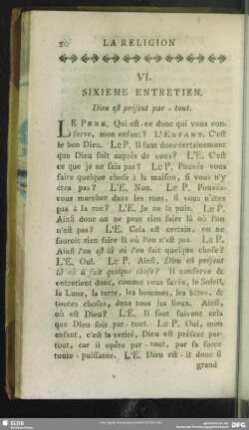 20 LA RELIGION
VI.
SIXIEME ENTRETIEN.
Dieu est présent par-tout.
LE PERE. Qui est-ce donc qui vous con-
serve, mon enfant? L'ENFANT. C'est
le bon Dieu. Le P. Il faut donc certainement
que Dieu soit auprès de vous? L'E. C'est
ce que je ne sais pas? Le P. Pouvés-vous
faire quelque chose à la maison, si vous n'y
étes pas? L'E. Non. Le P. Pouvés-
vous marcher dans les rues, si vous n'êtes
pas à la rue? L'E. Je ne le puis. Le P.
Ainsi donc on ne peut rien faire là où l'on
n'est pas? L'E. Cela est certain, on ne
sauroit rien faire là où l'on n'est pas. Le P.
Ainsi l'on est là où l'on fait quelque chose?
L'E. Oui. Le P. Ainsi, Dieu est présent
là où il fait quelque chose? Il conserve &
entretient donc, comme vous savés, le Soleil,
la Lune, la terre, les hommes, les bêtes, &
toutes choses, dans tous les lieux. Ainsi,
où est Dieu? L'E. Il suit de cela
que Dieu soit par-tout. Le P. Oui, mon
enfant, c'est la vérité, Dieu est présent par-
tout, car il opère par-tout, par sa force
toute-puissante. L'E. Dieu est-il donc si
grand
SLUB
DFG